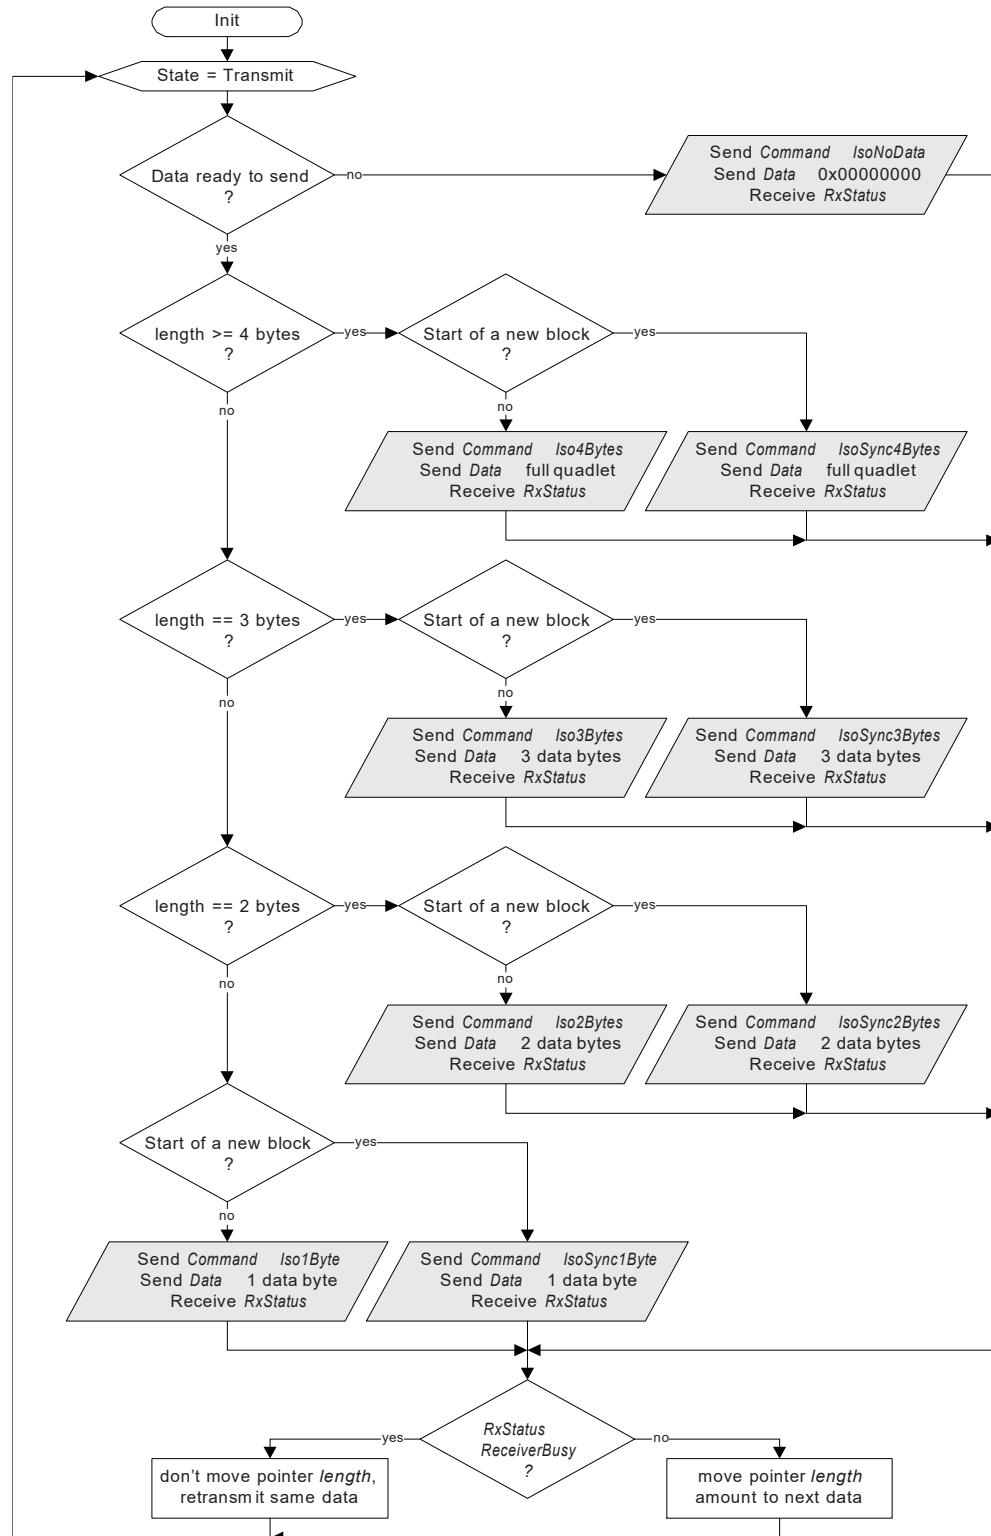 Init
State = Transmit
Data ready to send
?
no
Send Command IsoNoData
Send Data 0x00000000
Receive RxStatus
yes
length >= 4 bytes
?
yes
Start of a new block
?
yes
no
no
Send Command Iso4Bytes
Send Data full quadlet
Receive RxStatus
Send Command IsoSync4Bytes
Send Data full quadlet
Receive RxStatus
length == 3 bytes
?
yes
Start of a new block
?
yes
no
no
Send Command Iso3Bytes
Send Data 3 data bytes
Receive RxStatus
Send Command IsoSync3Bytes
Send Data 3 data bytes
Receive RxStatus
length == 2 bytes
?
yes
Start of a new block
?
yes
no
no
Send Command Iso2Bytes
Send Data 2 data bytes
Receive RxStatus
Send Command IsoSync2Bytes
Send Data 2 data bytes
Receive RxStatus
Start of a new block
?
yes
no
Send Command Iso1Byte
Send Data 1 data byte
Receive RxStatus
Send Command IsoSync1Byte
Send Data 1 data byte
Receive RxStatus
RxStatus
ReceiverBusy
?
yes
no
don't move pointer length,
retransmit same data
move pointer length
amount to next data